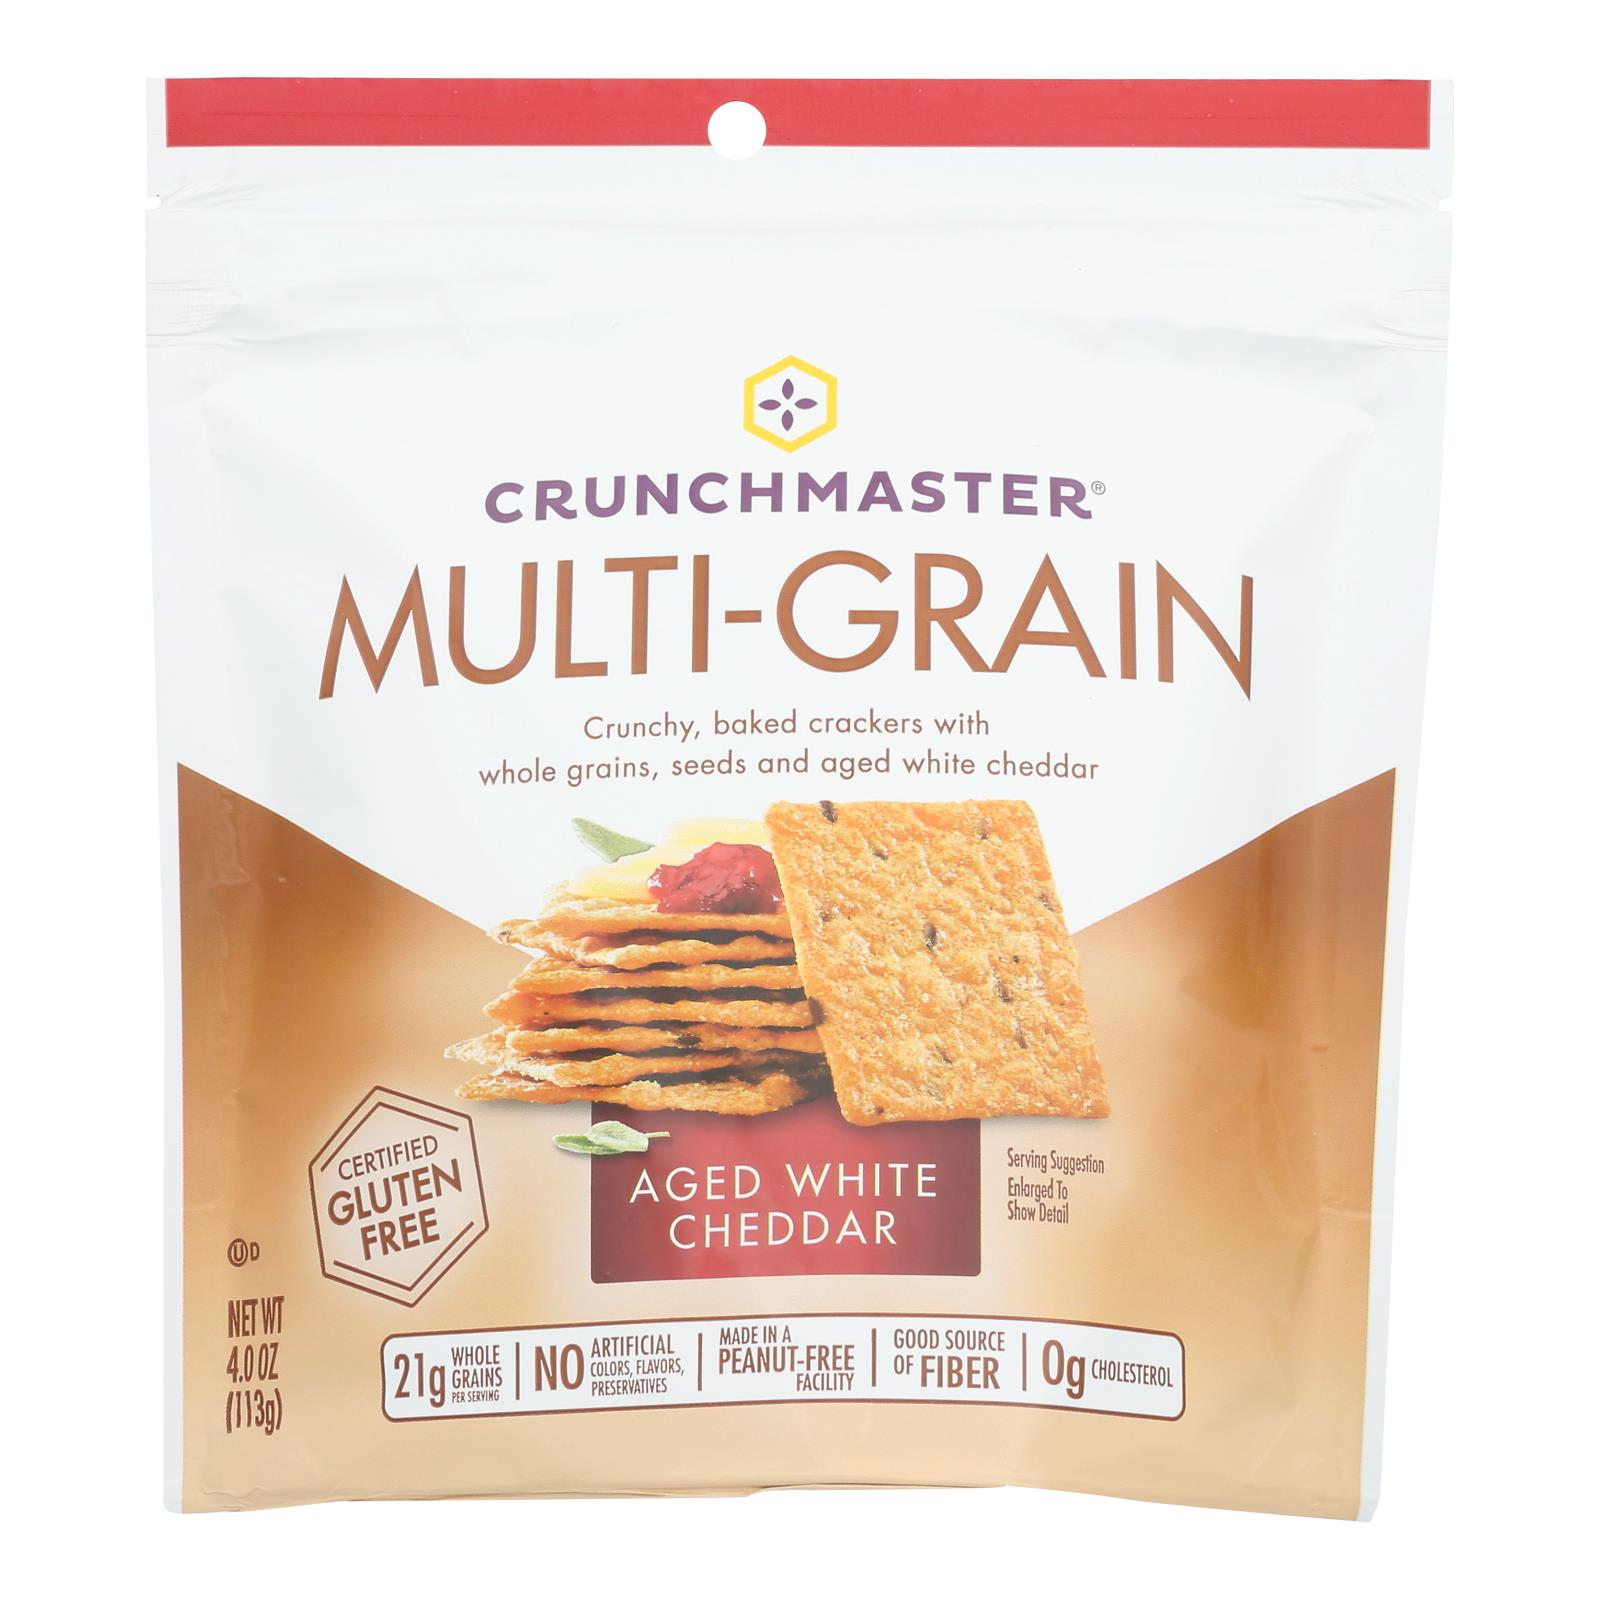 CRUNCHMASTER®
MULTI-GRAIN
Crunchy, baked crackers with
whole grains, seeds and aged white cheddar
CERTIFIED
GLUTEN
FREE
AGED WHITE
CHEDDAR
Serving Suggestion
Enlarged To
Show Detail
U D
NET WT
4.0 OZ
(113g)
21g WHOLE
GRAINS
PER SERVING
NO ARTIFICIAL
COLORS, FLAVORS,
PRESERVATIVES
MADE IN A
PEANUT-FREE
FACILITY
GOOD SOURCE
OF FIBER
0g CHOLESTEROL